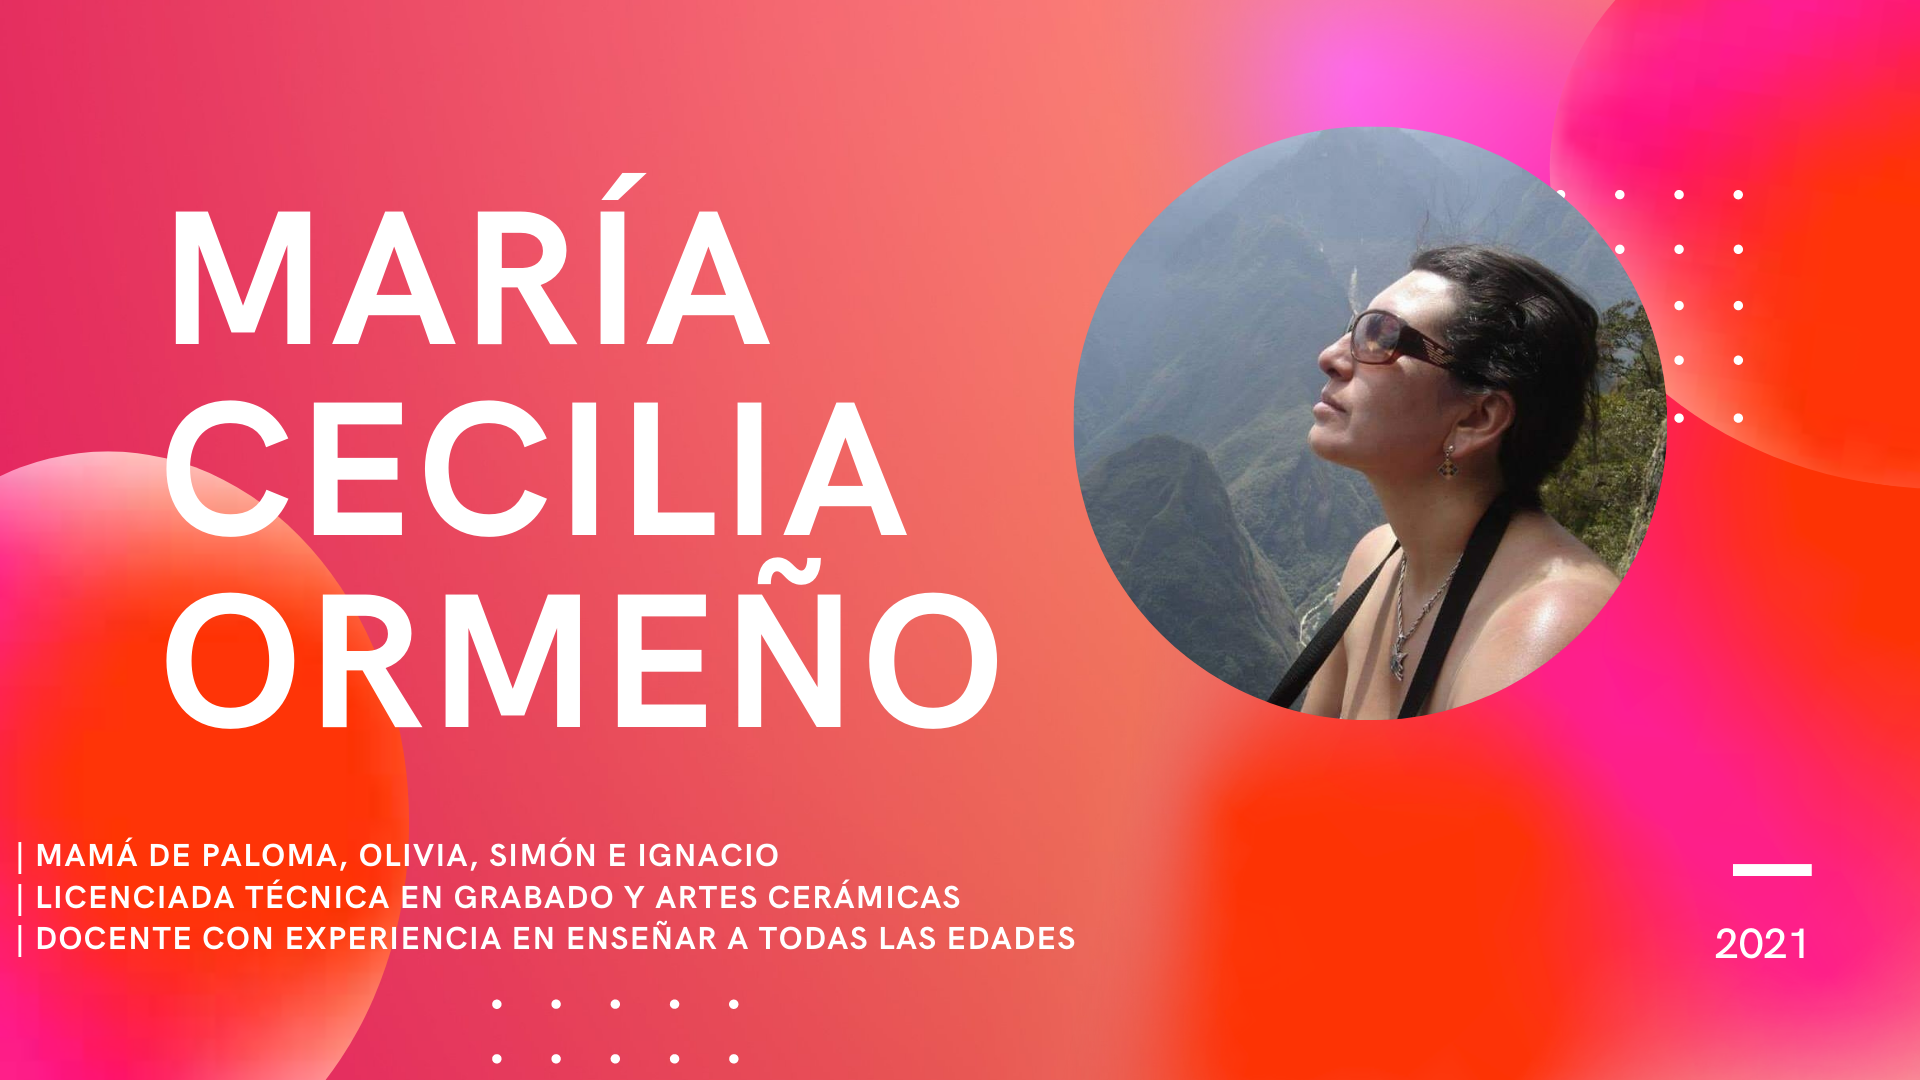 MARÍA
CECILIA
ORMEÑO
| MAMÁ DE PALOMA, OLIVIA, SIMÓN E IGNACIO
| LICENCIADA TÉCNICA EN GRABADO Y ARTES CERÁMICAS
| DOCENTE CON EXPERIENCIA EN ENSEÑAR A TODAS LAS EDADES
2021